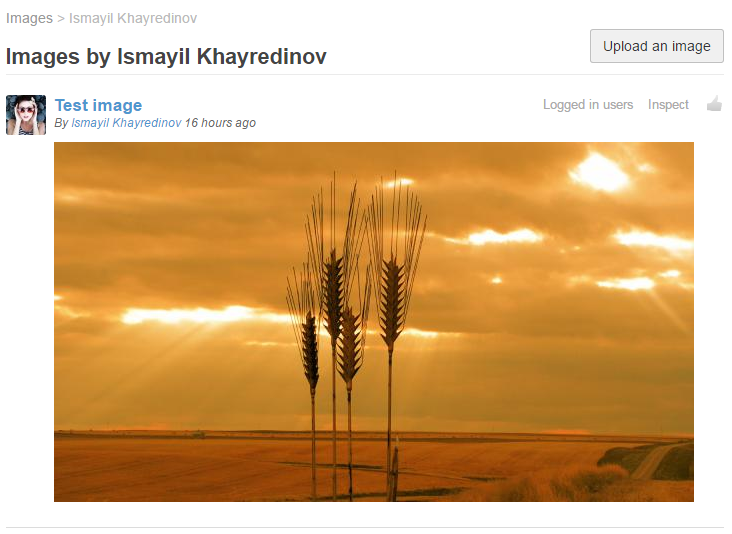 Images > Ismayil Khayredinov
Images by Ismayil Khayredinov
Upload an image
Test image
Logged in users Inspect
By Ismayil Khayredinov 16 hours ago